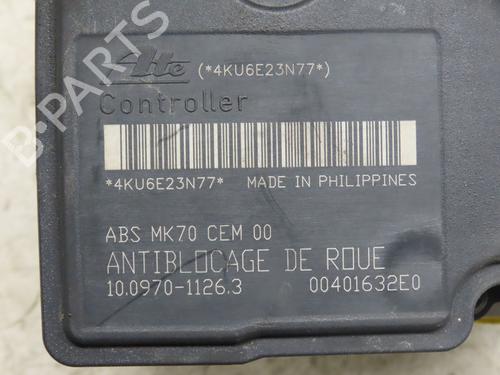 Ate (*4KU6E23N77*)
Controller
*4KU6E23N77* MADE IN PHILIPPINES
ABS MK70 CEM 00
ANTIBLOCAGE DE ROUE
10.0970-1126.3 00401632E0
B-PARTS